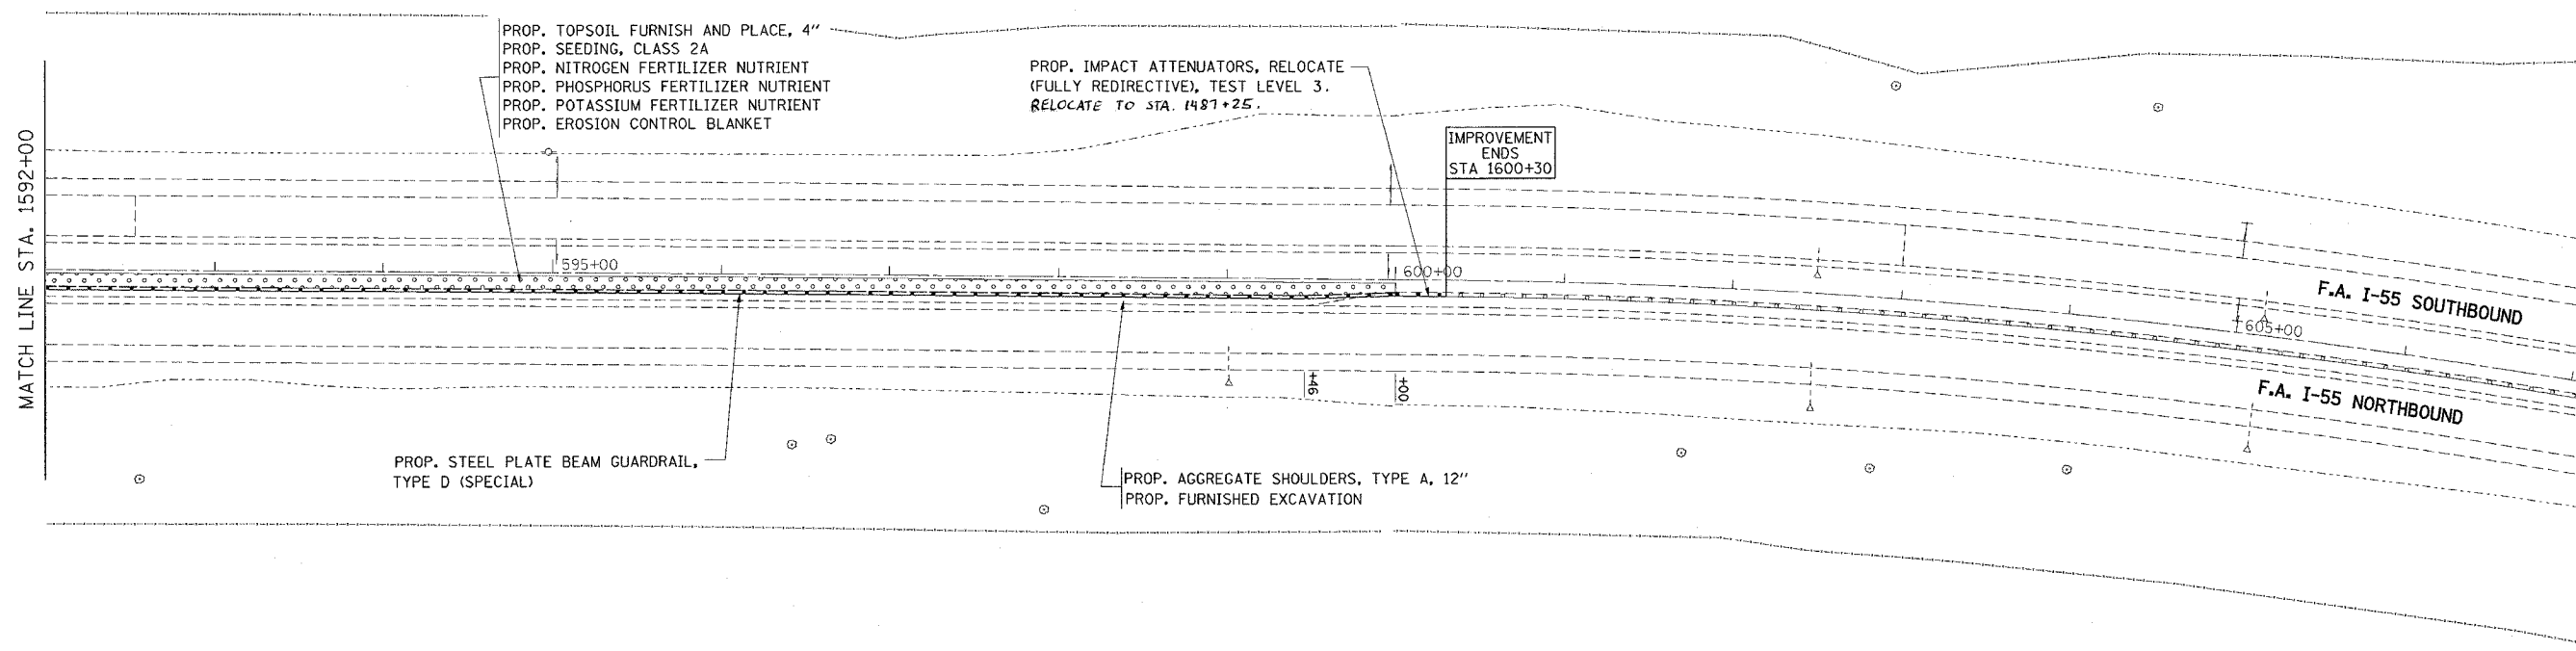 PROP. TOPSOIL FURNISH AND PLACE, 4"
PROP. SEEDING, CLASS 2A
PROP. NITROGEN FERTILIZER NUTRIENT
PROP. PHOSPHORUS FERTILIZER NUTRIENT
PROP. POTASSIUM FERTILIZER NUTRIENT
PROP. EROSION CONTROL BLANKET
PROP. IMPACT ATTENUATORS, RELOCATE
(FULLY REDIRECTIVE), TEST LEVEL 3.
RELOCATE TO STA. 1487+25.
IMPROVEMENT
ENDS
STA 1600+30
MATCH LINE STA. 1592+00
595+00
600+00
605+00
F.A. I-55 SOUTHBOUND
F.A. I-55 NORTHBOUND
+46
+00
PROP. STEEL PLATE BEAM GUARDRAIL,
TYPE D (SPECIAL)
PROP. AGGREGATE SHOULDERS, TYPE A, 12"
PROP. FURNISHED EXCAVATION